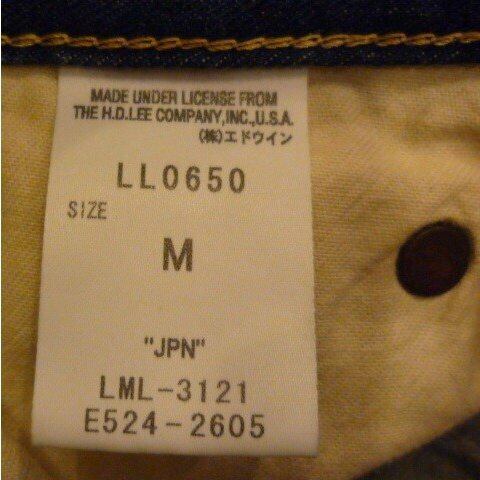 MADE UNDER LICENSE FROM
THE H.D.LEE COMPANY,INC.,U.S.A.
(株)エドウイン
LL0650
SIZE
M
"JPN"
LML-3121
E524-2605